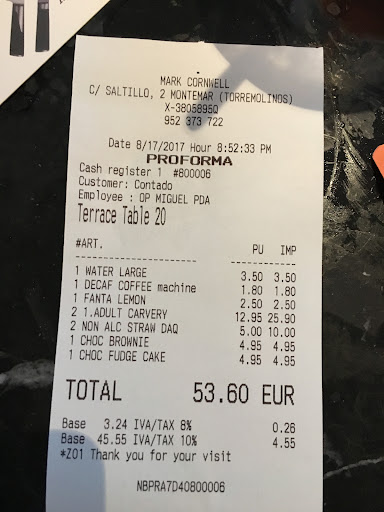 MARK CORNWELL
C/ SALTILLO, 2 MONTEMAR (TORREMOLINOS)
X-3805895Q
952 373 722
Date 8/17/2017 Hour 8:52:33 PM
PROFORMA
Cash register 1 #800006
Customer: Contado
Employee : OP MIGUEL PDA
Terrace Table 20
#ART. PU IMP
1 WATER LARGE 3.50 3.50
1 DECAF COFFEE machine 1.80 1.80
1 FANTA LEMON 2.50 2.50
2 1.ADULT CARVERY 12.95 25.90
2 NON ALC STRAW DAQ 5.00 10.00
1 CHOC BROWNIE 4.95 4.95
1 CHOC FUDGE CAKE 4.95 4.95
TOTAL 53.60 EUR
Base 3.24 IVA/TAX 8% 0.26
Base 45.55 IVA/TAX 10% 4.55
*Z01 Thank you for your visit
NBPRA7D40800006